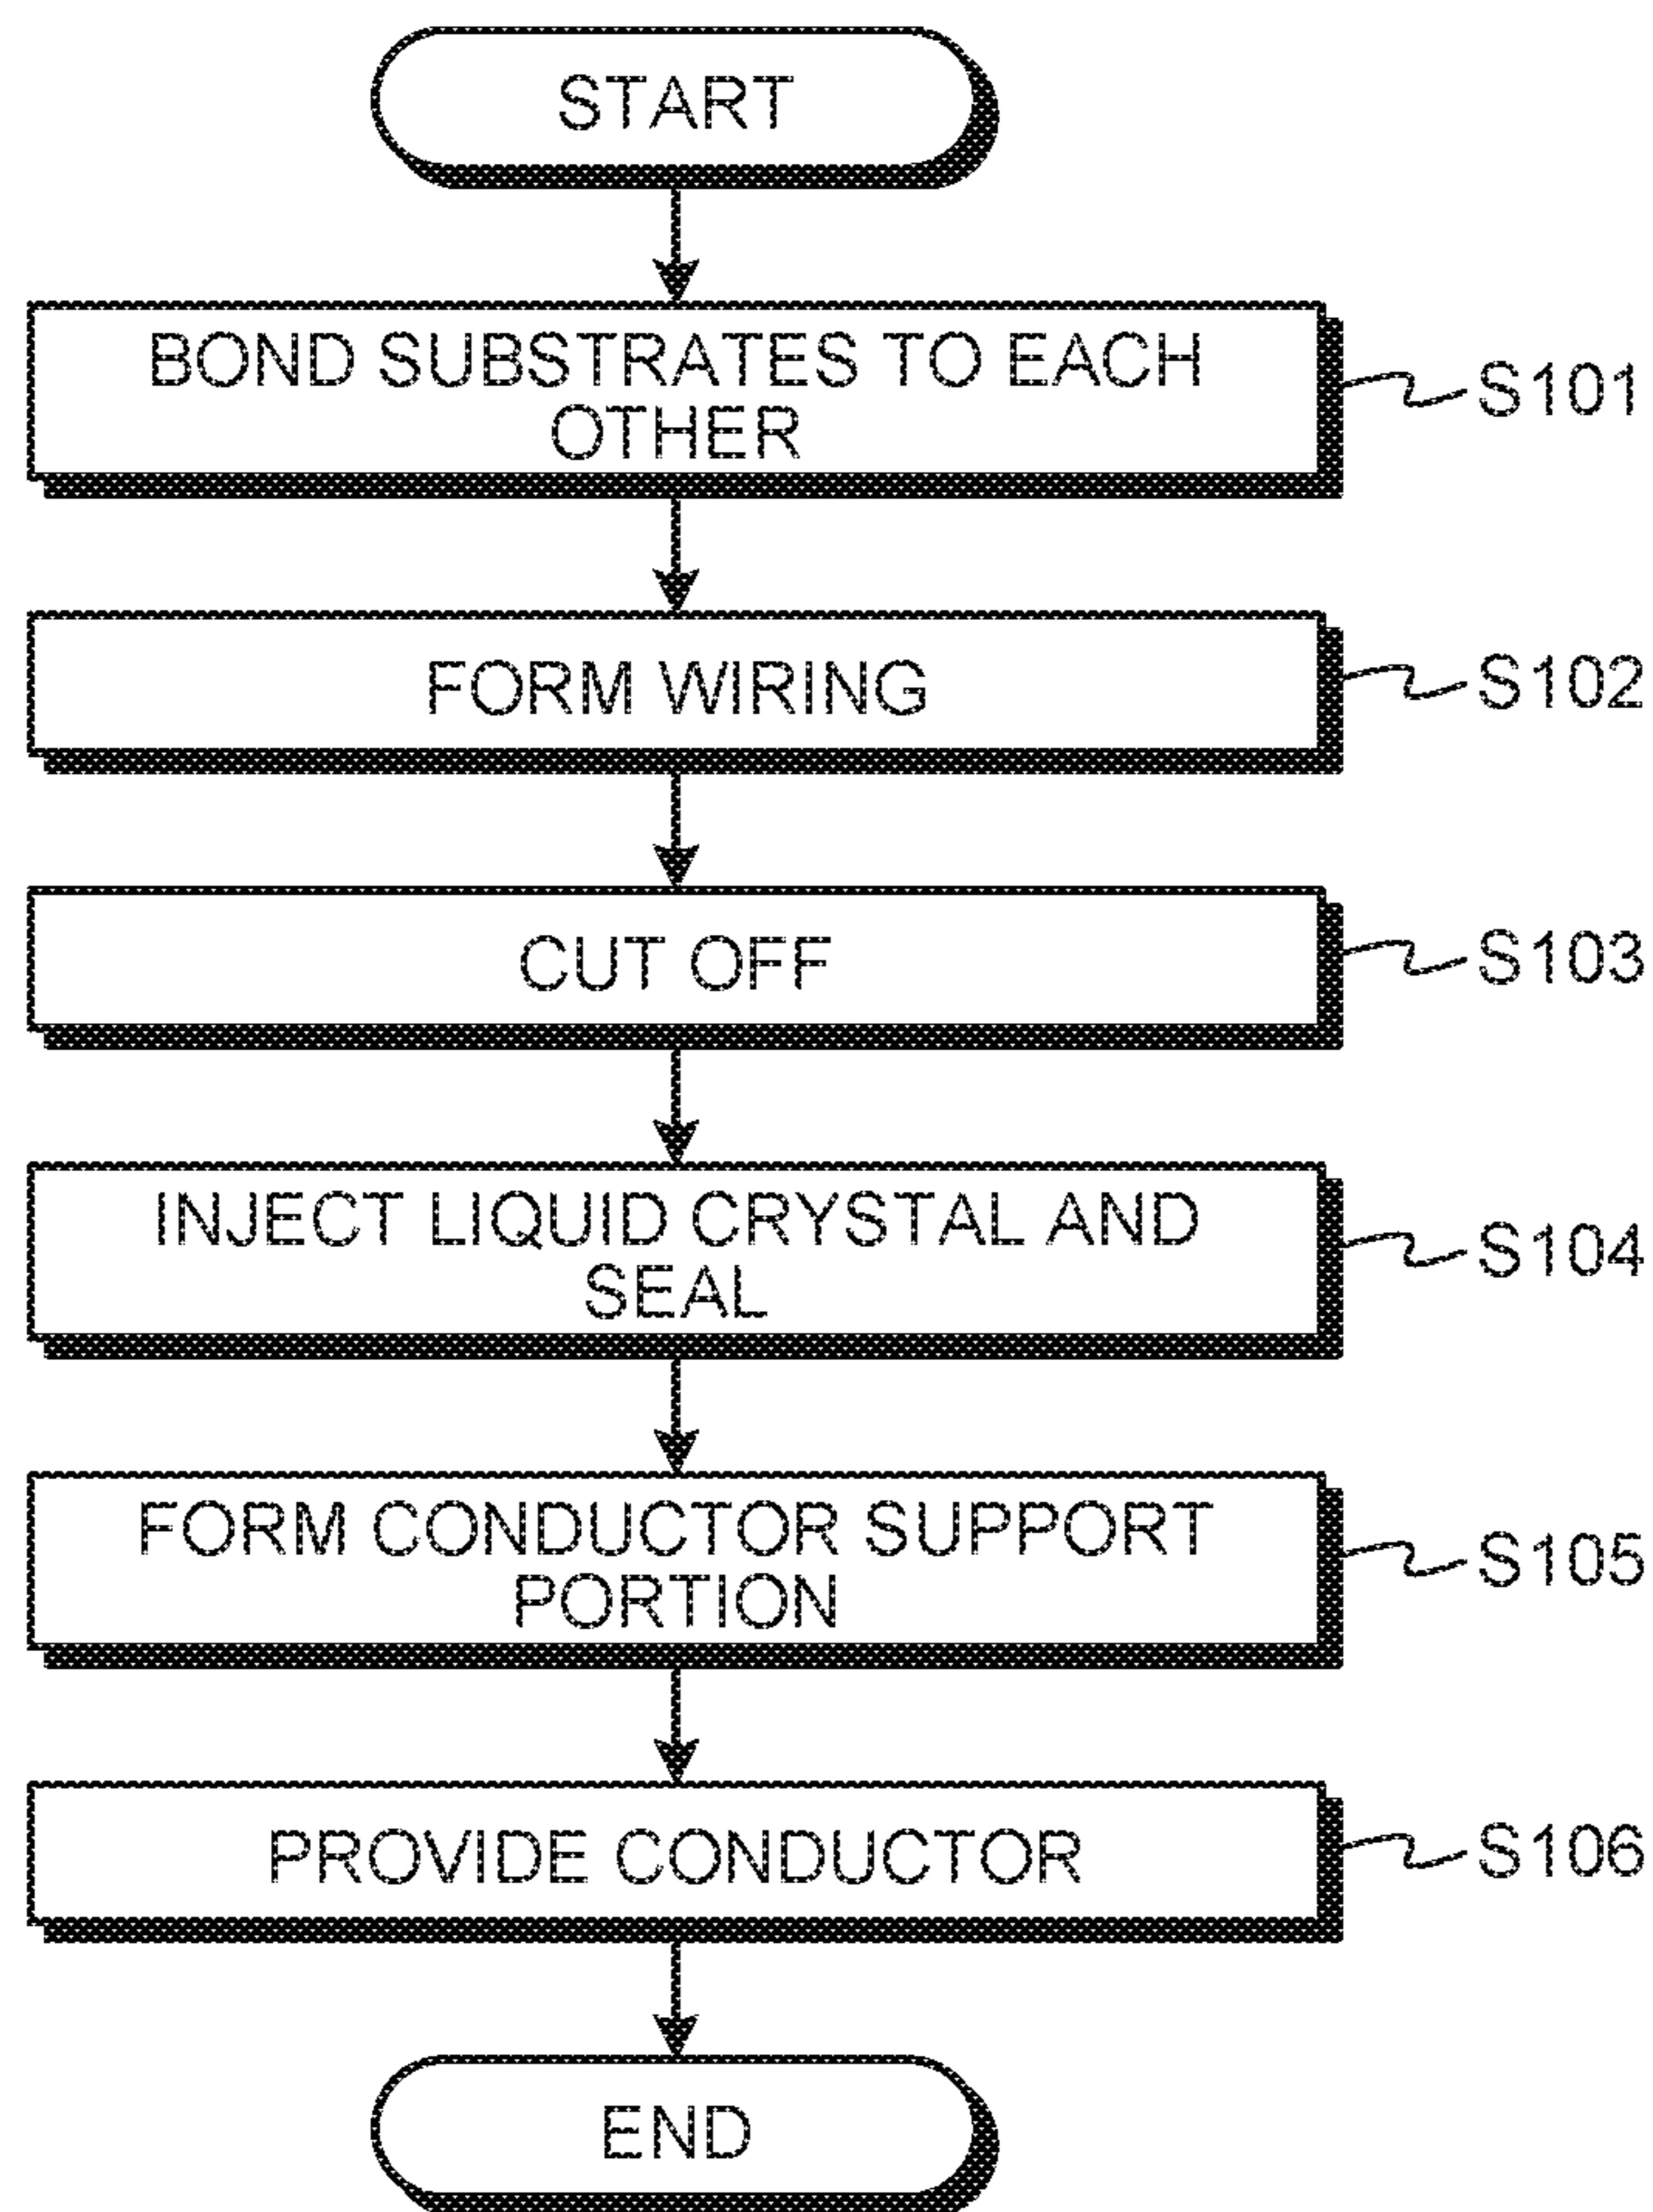 START
BOND SUBSTRATES TO EACH
OTHER
S101
FORM WIRING
S102
CUT OFF
S103
INJECT LIQUID CRYSTAL AND
SEAL
S104
FORM CONDUCTOR SUPPORT
PORTION
S105
PROVIDE CONDUCTOR
S106
END